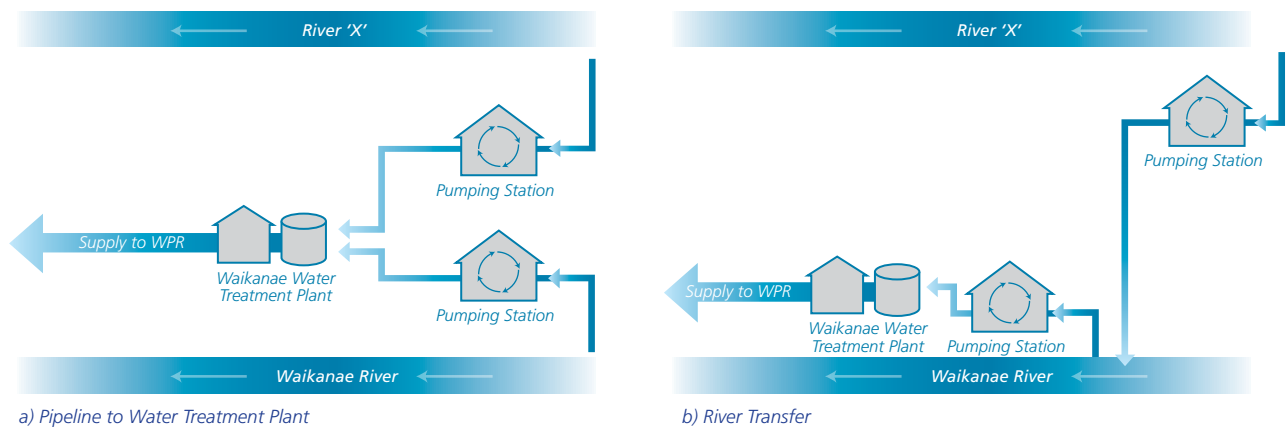 River ‘X’
Pumping Station
Supply to WPR
Waikanae Water
Treatment Plant
Pumping Station
Waikanae River
a) Pipeline to Water Treatment Plant
River ‘X’
Pumping Station
Supply to WPR
Waikanae Water
Treatment Plant
Pumping Station
Waikanae River
b) River Transfer